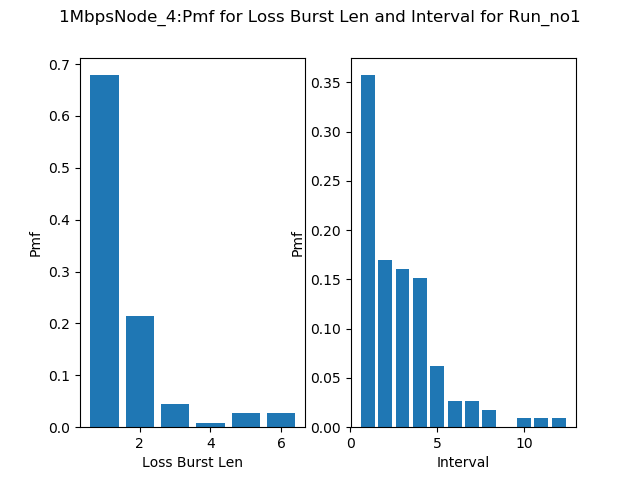 1MbpsNode_4:Pmf for Loss Burst Len and Interval for Run_no1
0.7
0.6
0.5
0.4
0.3
0.2
0.1
0.0
Pmf
2 4 6
Loss Burst Len
0.35
0.30
0.25
0.20
0.15
0.10
0.05
0.00
Pmf
0 5 10
Interval